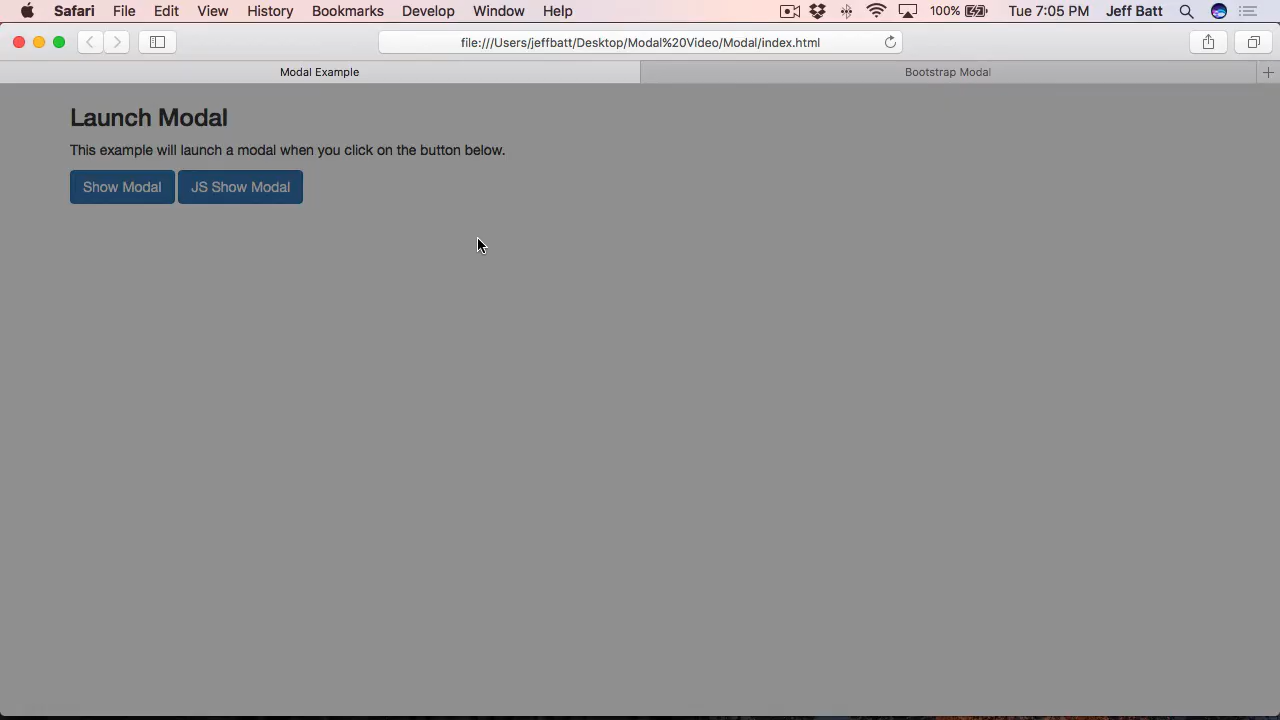 Safari File Edit View History Bookmarks Develop Window Help 100% Tue 7:05 PM Jeff Batt
file:///Users/jeffbatt/Desktop/Modal%20Video/Modal/index.html
Modal Example Bootstrap Modal
Launch Modal
This example will launch a modal when you click on the button below.
Show Modal JS Show Modal